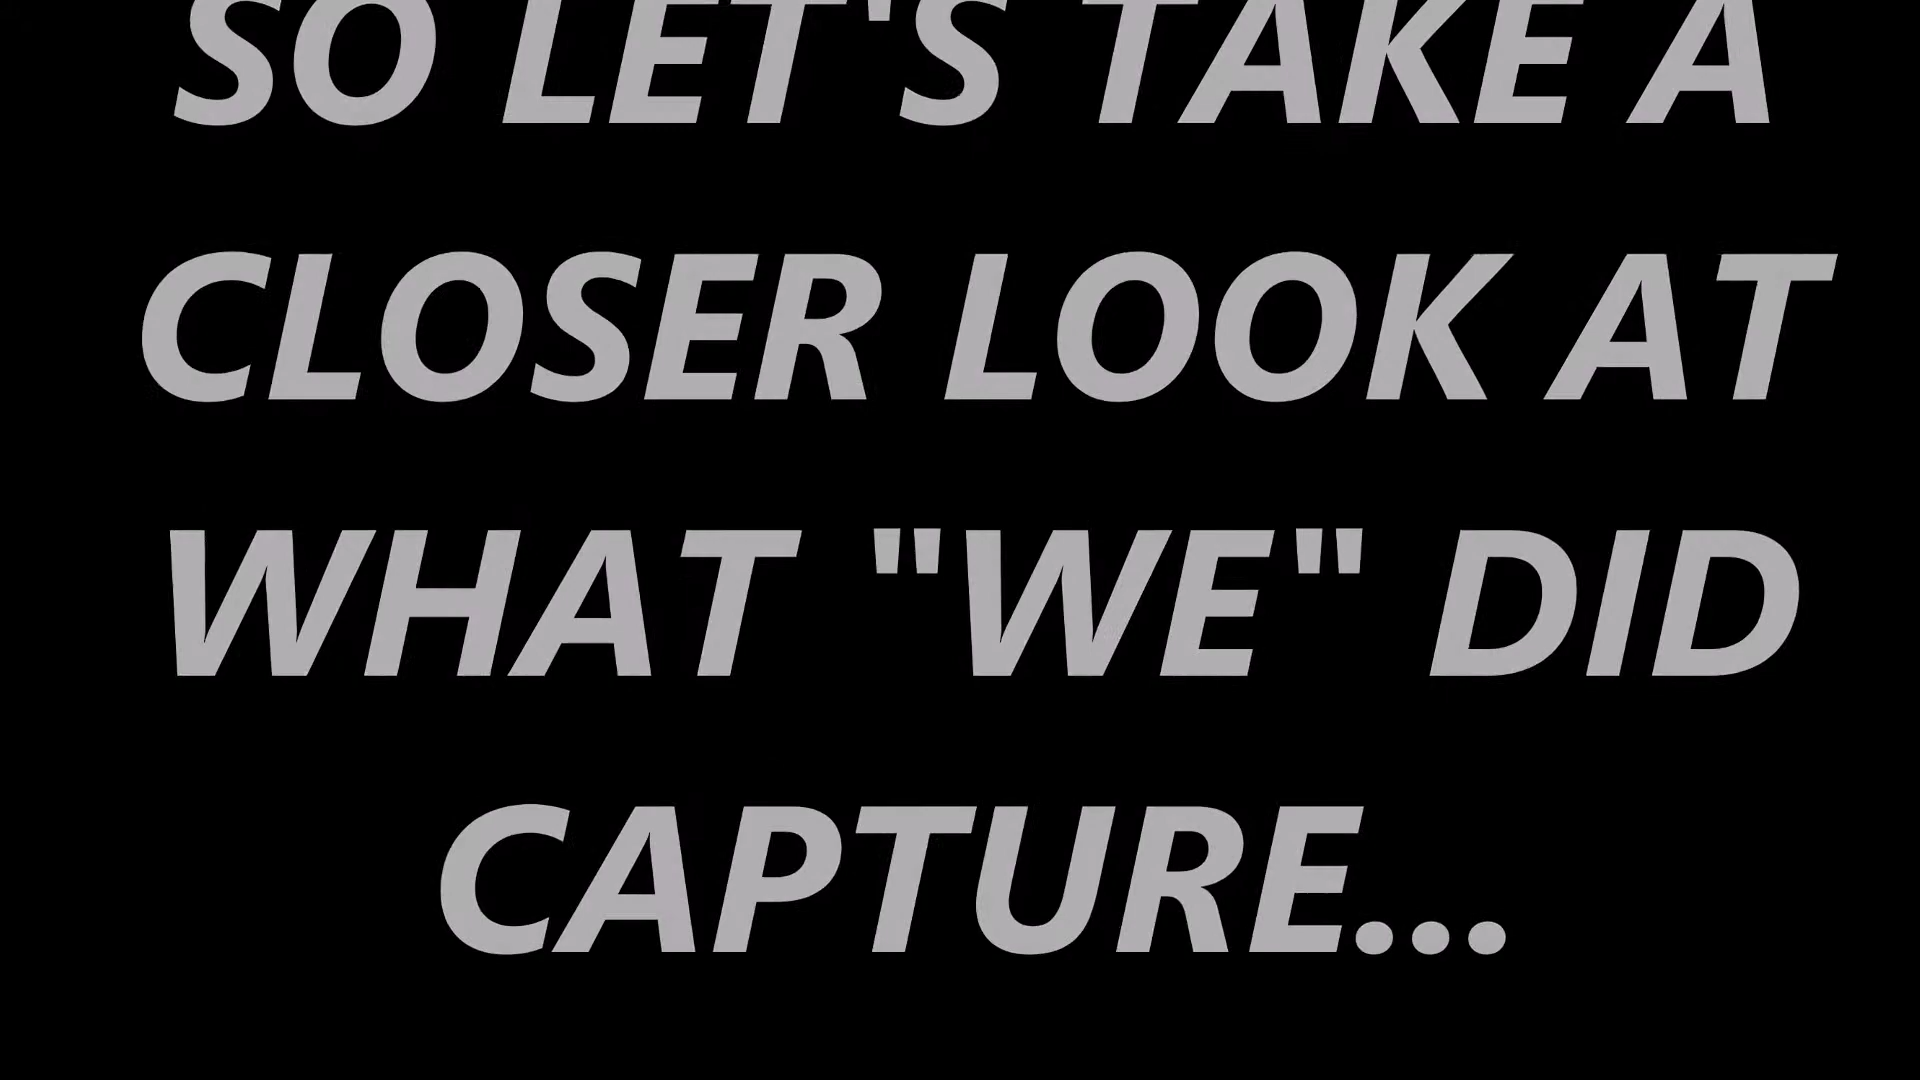 SO LET'S TAKE A
CLOSER LOOK AT
WHAT "WE" DID
CAPTURE...